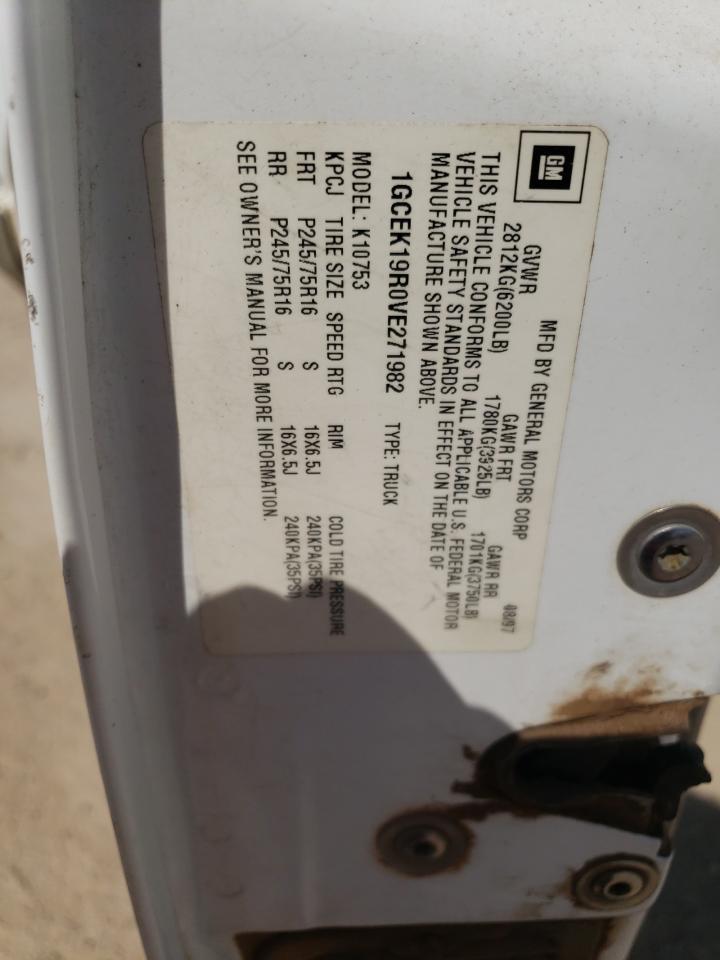 GM
MFD BY GENERAL MOTORS CORP 08/97
GVWR GAWR FRT GAWR RR
2812KG(6200LB) 1780KG(3925LB) 1701KG(3750LB)
THIS VEHICLE CONFORMS TO ALL APPLICABLE U.S. FEDERAL MOTOR
VEHICLE SAFETY STANDARDS IN EFFECT ON THE DATE OF
MANUFACTURE SHOWN ABOVE.
1GCEK19R0VE271982 TYPE: TRUCK
MODEL: K10753
KPCJ TIRE SIZE SPEED RTG RIM COLD TIRE PRESSURE
FRT P245/75R16 S 16X6.5J 240KPA(35PSI)
RR P245/75R16 S 16X6.5J 240KPA(35PSI)
SEE OWNER'S MANUAL FOR MORE INFORMATION.